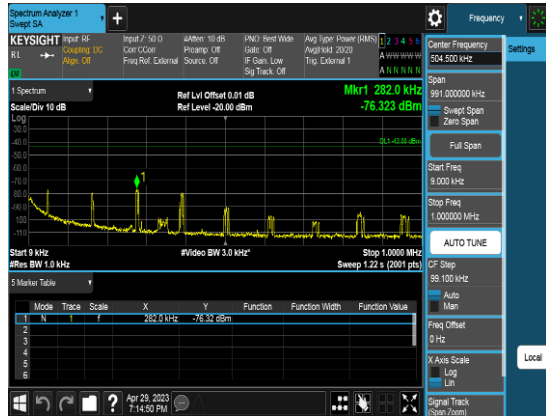 Spectrum Analyzer 1
Swept SA
+
Frequency
KEYSIGHT
RL
Input: RF
Coupling: DC
Align: Off
Input Z: 50 Ω
Corr CCorr
Freq Ref: External
#Atten: 10 dB
Preamp: Off
Source: Off
PNO: Best Wide
Gate: Off
IF Gain: Low
Sig Track: Off
Avg Type: Power (RMS)
Avg|Hold: 20/20
Trig: External 1
1 2 3 4 5 6
A W W W W W
A N N N N N
LV
1 Spectrum
Scale/Div 10 dB
Ref Lvl Offset 0.01 dB
Ref Level -20.00 dBm
Mkr1 282.0 kHz
-76.323 dBm
Log
-30.0
-40.0
-50.0
-60.0
-70.0
-80.0
-90.0
-100
-110
DL1 -43.00 dBm
1
Start 9 kHz
#Res BW 1.0 kHz
#Video BW 3.0 kHz*
Stop 1.0000 MHz
Sweep 1.22 s (2001 pts)
5 Marker Table
Mode Trace Scale X Y Function Function Width Function Value
1 N 1 f 282.0 kHz -76.32 dBm
2
3
4
5
6
Apr 29, 2023
7:14:50 PM
Center Frequency
504.500 kHz
Settings
Span
991.000000 kHz
Swept Span
Zero Span
Full Span
Start Freq
9.000 kHz
Stop Freq
1.000000 MHz
AUTO TUNE
CF Step
99.100 kHz
Auto
Man
Freq Offset
0 Hz
X Axis Scale
Log
Lin
Local
Signal Track
(Span Zoom)